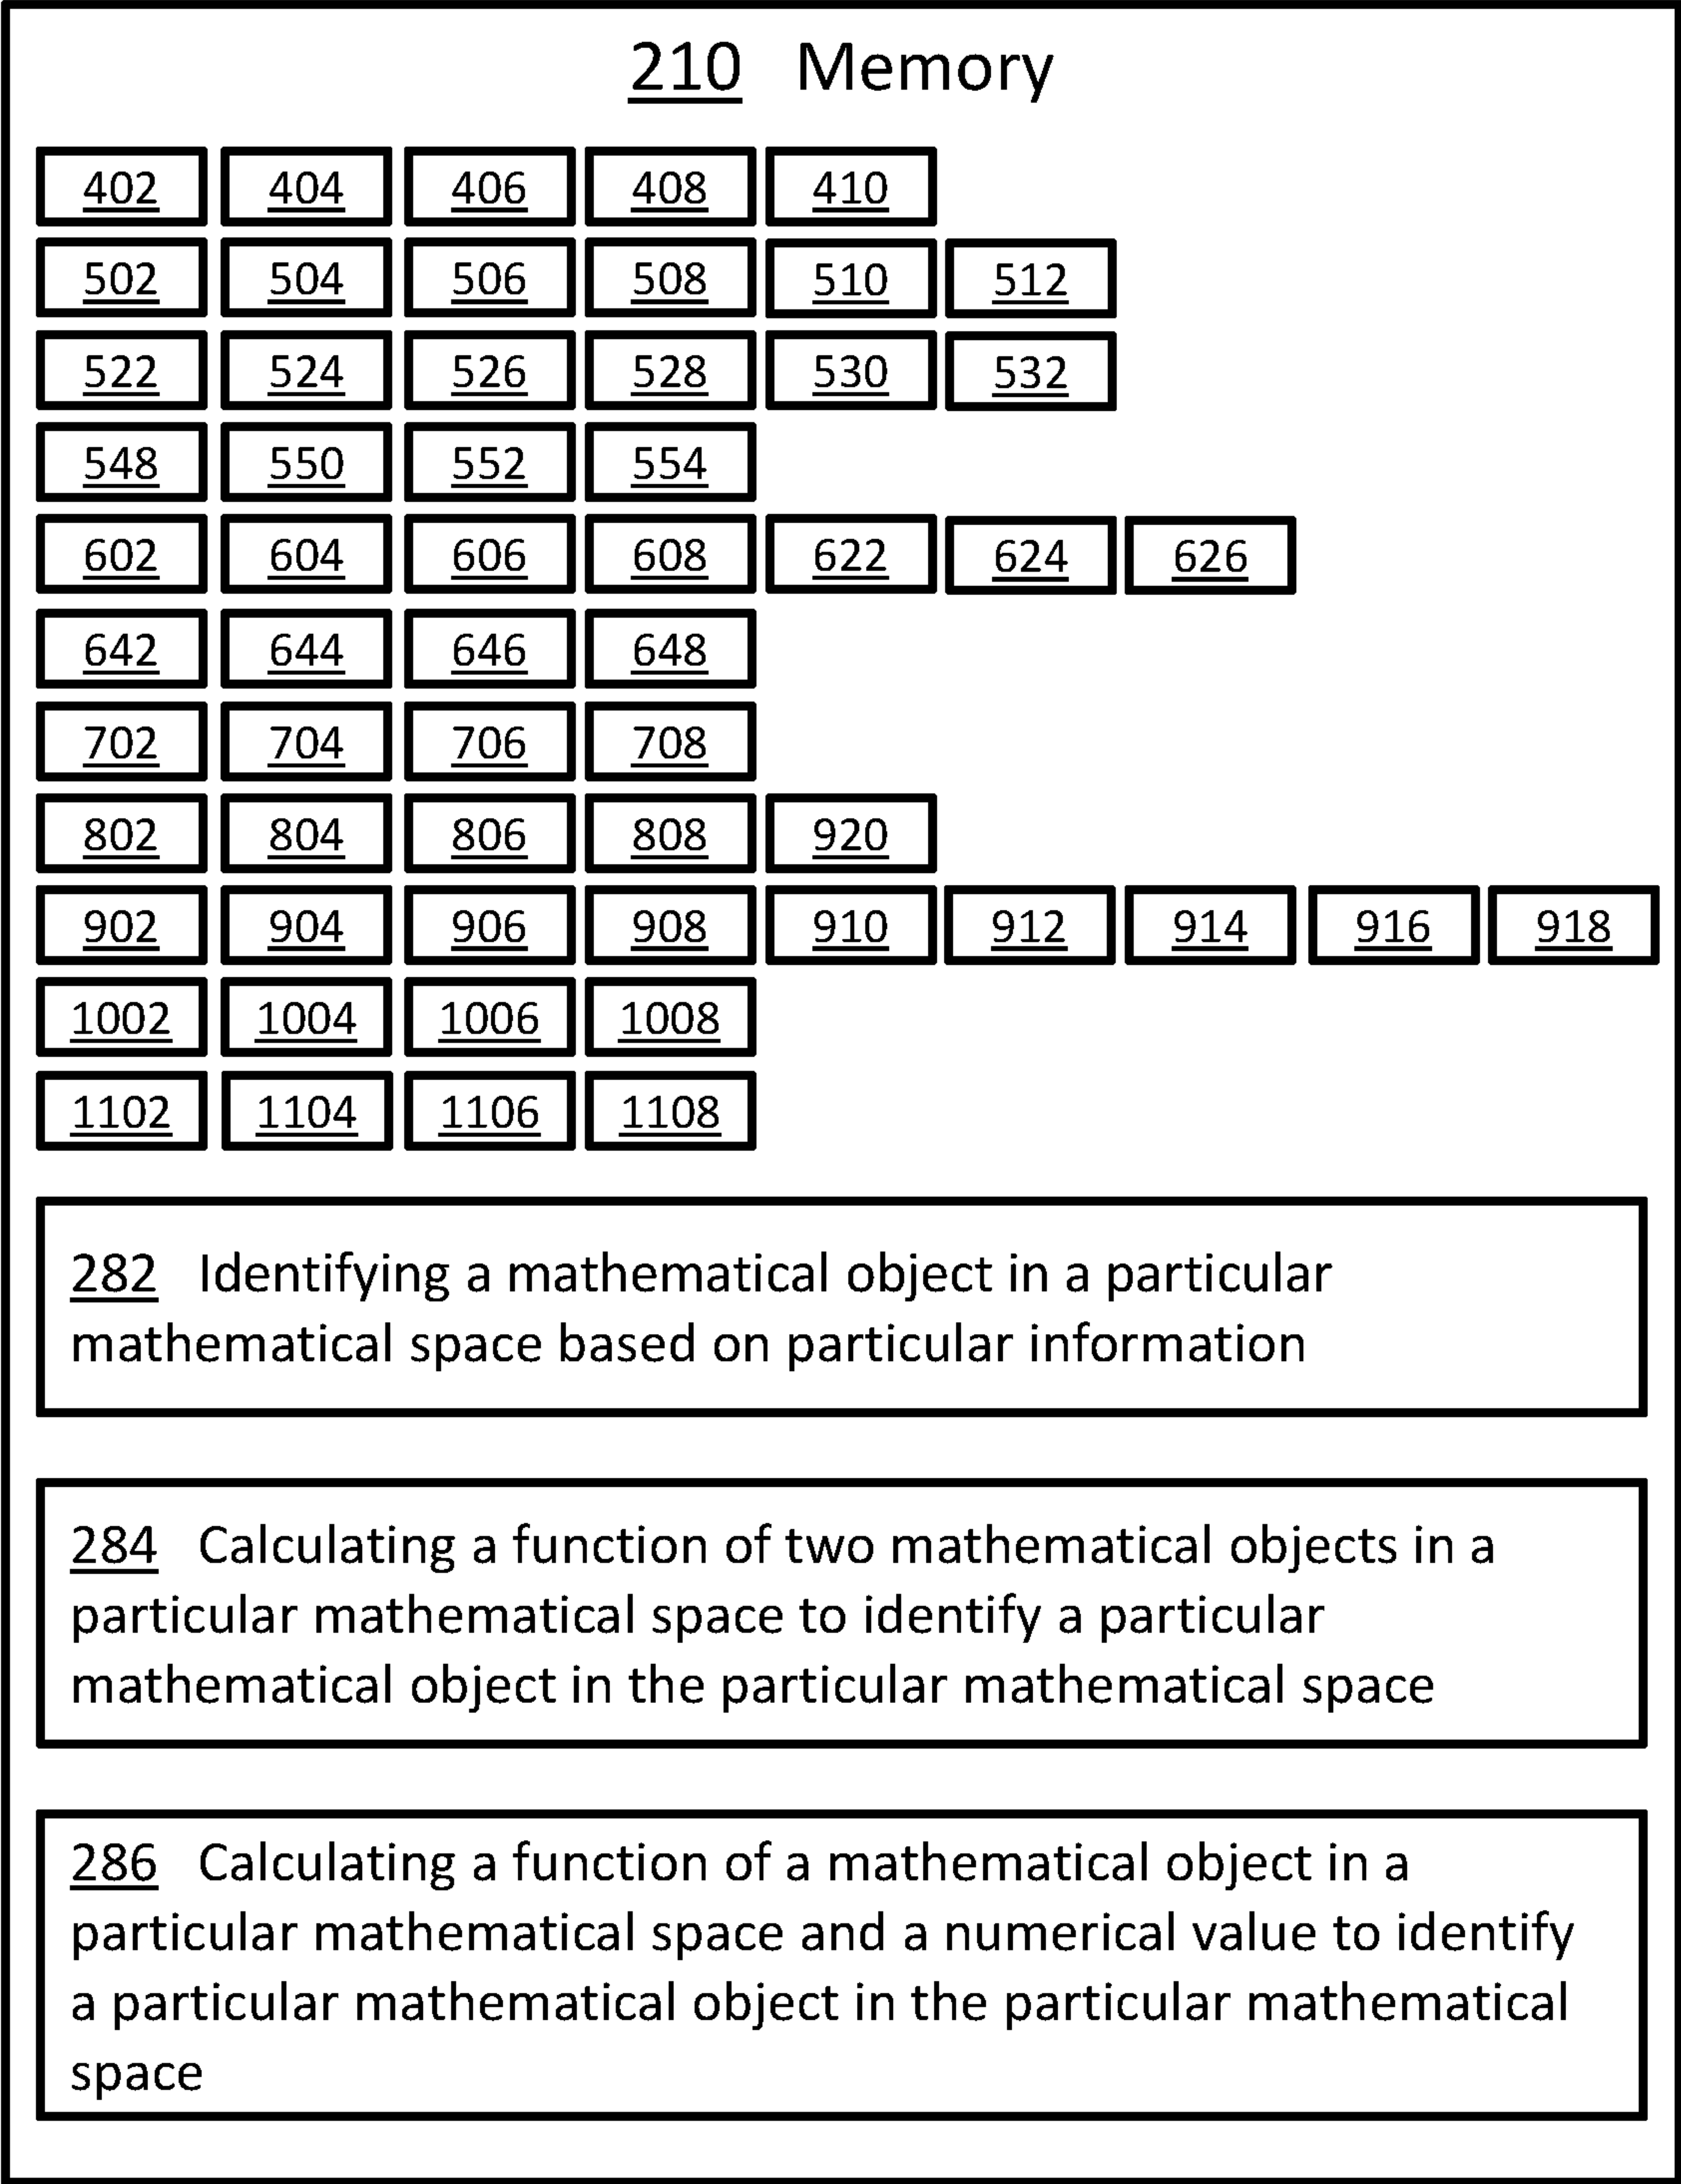 210 Memory
402 404 406 408 410
502 504 506 508 510 512
522 524 526 528 530 532
548 550 552 554
602 604 606 608 622 624 626
642 644 646 648
702 704 706 708
802 804 806 808 920
902 904 906 908 910 912 914 916 918
1002 1004 1006 1008
1102 1104 1106 1108
282 Identifying a mathematical object in a particular
mathematical space based on particular information
284 Calculating a function of two mathematical objects in a
particular mathematical space to identify a particular
mathematical object in the particular mathematical space
286 Calculating a function of a mathematical object in a
particular mathematical space and a numerical value to identify
a particular mathematical object in the particular mathematical
space